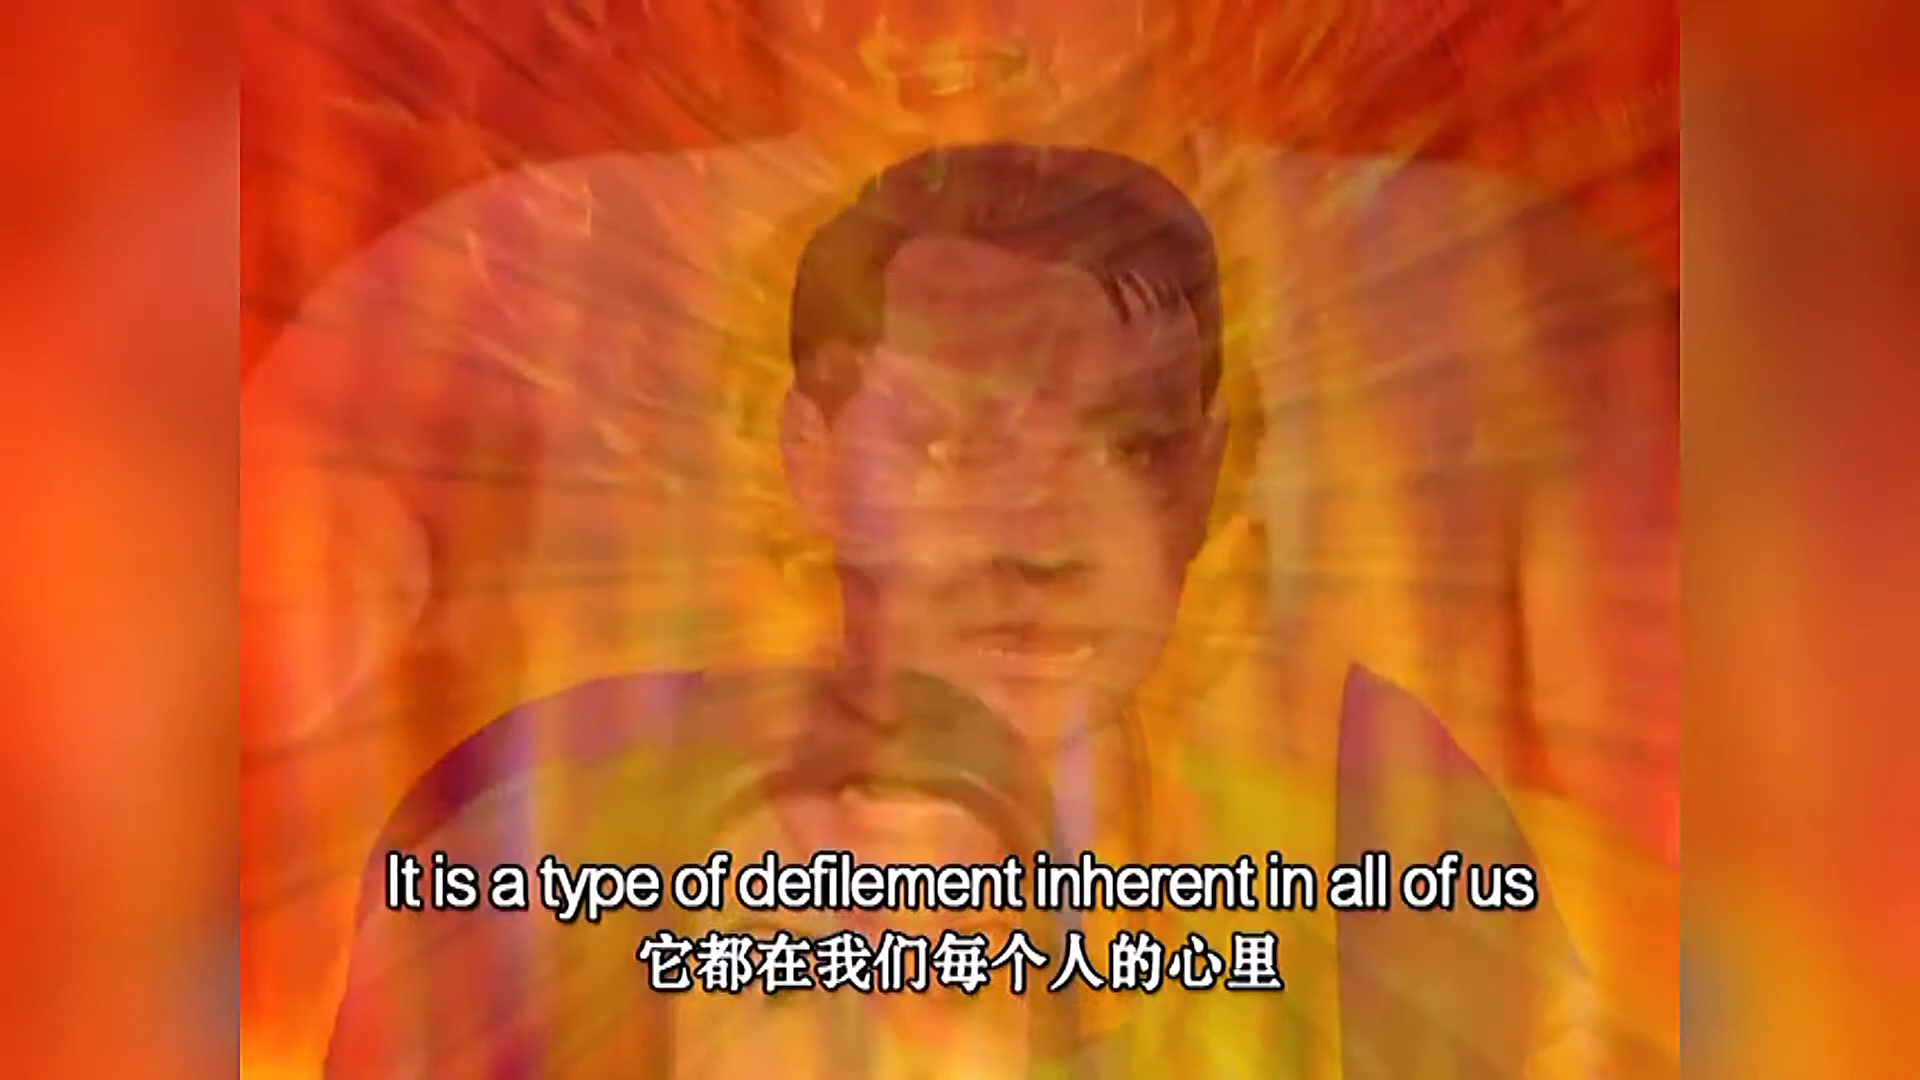 It is a type of defilement inherent in all of us
它都在我们每个人的心里